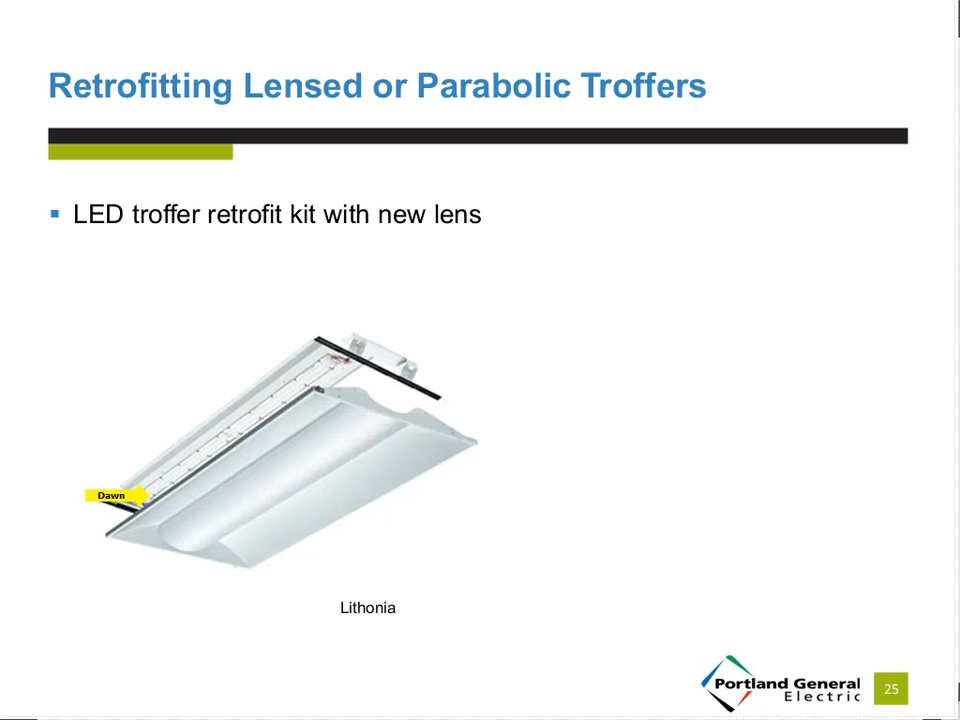 Retrofitting Lensed or Parabolic Troffers
▪ LED troffer retrofit kit with new lens
Dawn
Lithonia
Portland General
Electric
25